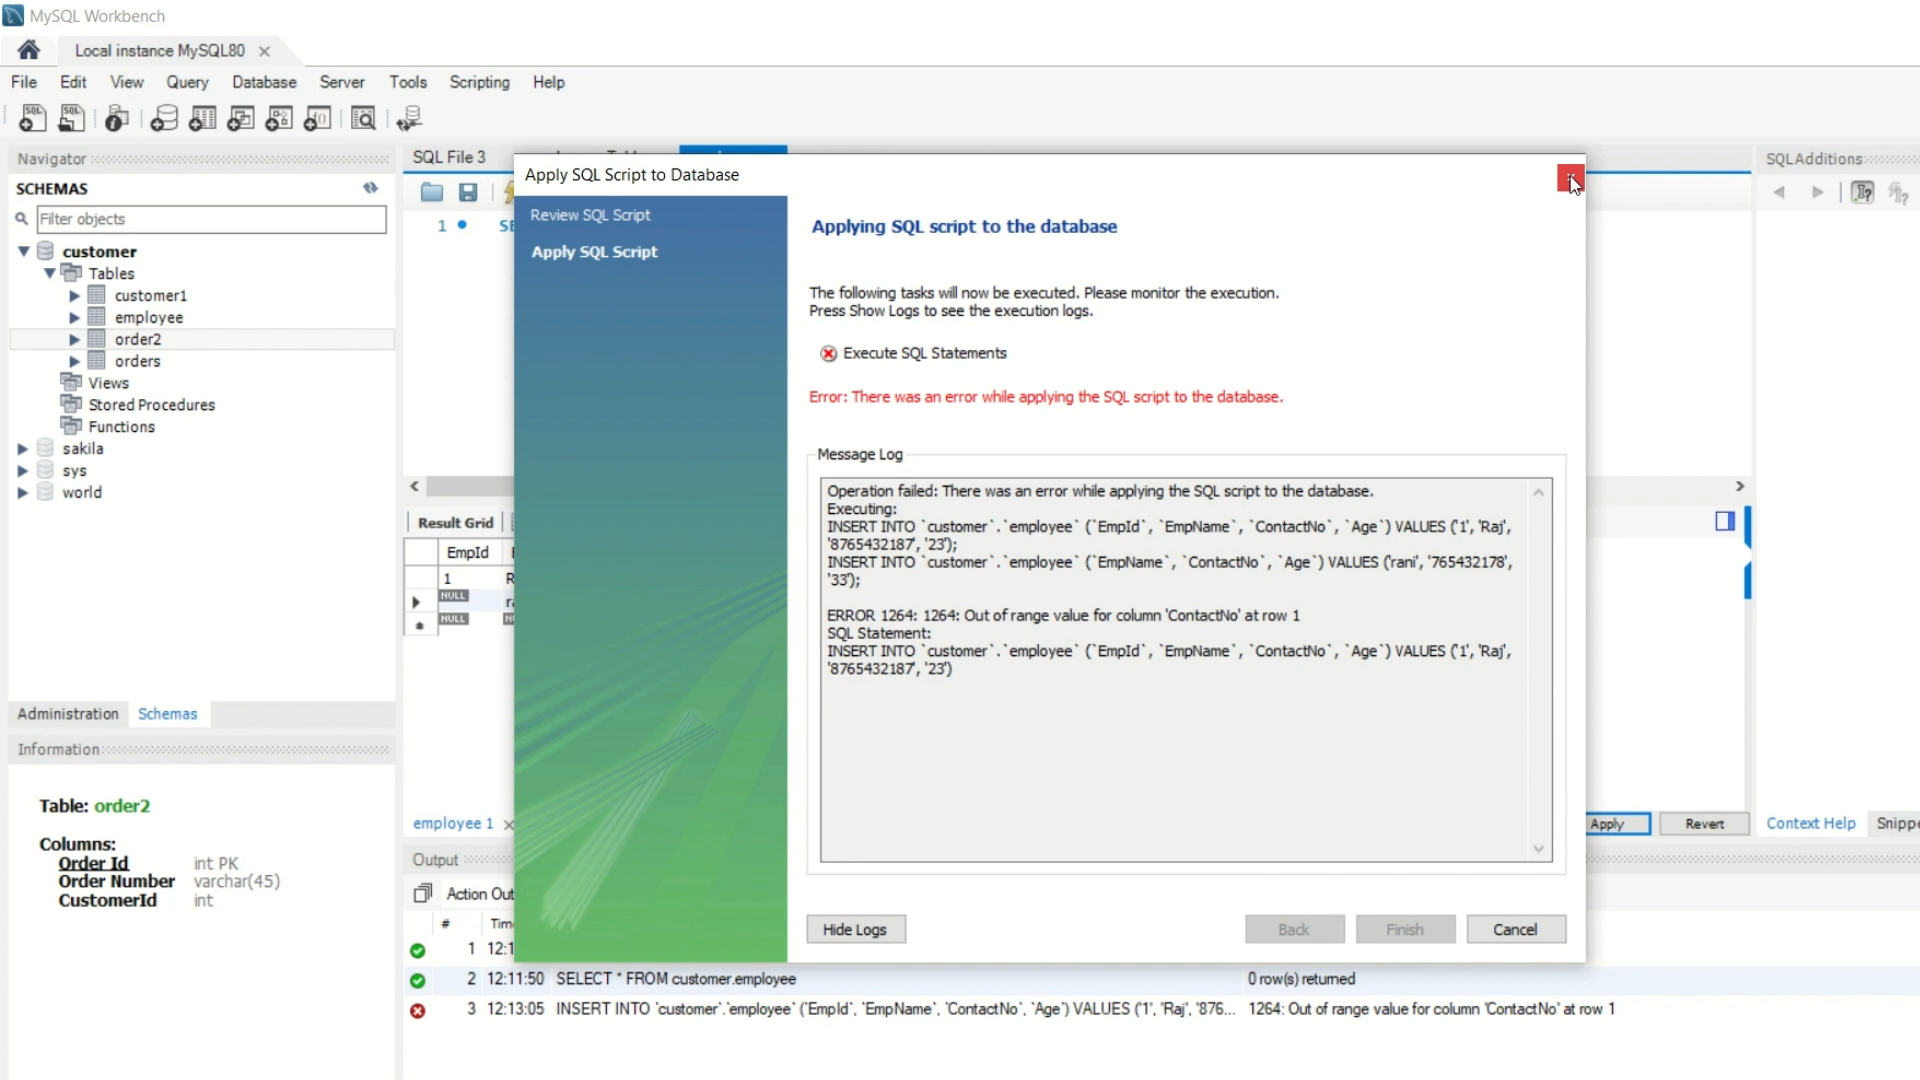 MySQL Workbench
Local instance MySQL80
File Edit View Query Database Server Tools Scripting Help
Navigator
SCHEMAS
Filter objects
customer
Tables
customer1
employee
order2
orders
Views
Stored Procedures
Functions
sakila
sys
world
Administration Schemas
Information
Table: order2
Columns:
Order Id int PK
Order Number varchar(45)
CustomerId int
SQL File 3
1
Result Grid
EmpId
1
NULL
NULL
employee 1
Apply SQL Script to Database
Review SQL Script
Apply SQL Script
Applying SQL script to the database
The following tasks will now be executed. Please monitor the execution.
Press Show Logs to see the execution logs.
Execute SQL Statements
Error: There was an error while applying the SQL script to the database.
Message Log
Operation failed: There was an error while applying the SQL script to the database.
Executing:
INSERT INTO `customer`.`employee` (`EmpId`, `EmpName`, `ContactNo`, `Age`) VALUES ('1', 'Raj',
'8765432187', '23');
INSERT INTO `customer`.`employee` (`EmpName`, `ContactNo`, `Age`) VALUES ('rani', '765432178',
'33');
ERROR 1264: 1264: Out of range value for column 'ContactNo' at row 1
SQL Statement:
INSERT INTO `customer`.`employee` (`EmpId`, `EmpName`, `ContactNo`, `Age`) VALUES ('1', 'Raj',
'8765432187', '23')
Hide Logs Back Finish Cancel
SQLAdditions
Apply Revert
Context Help Snippe
Output
Action Out
# Tim
1 12:1
2 12:11:50 SELECT * FROM customer.employee 0 row(s) returned
3 12:13:05 INSERT INTO `customer`.`employee` (`EmpId`, `EmpName`, `ContactNo`, `Age`) VALUES ('1', 'Raj', '876... 1264: Out of range value for column 'ContactNo' at row 1